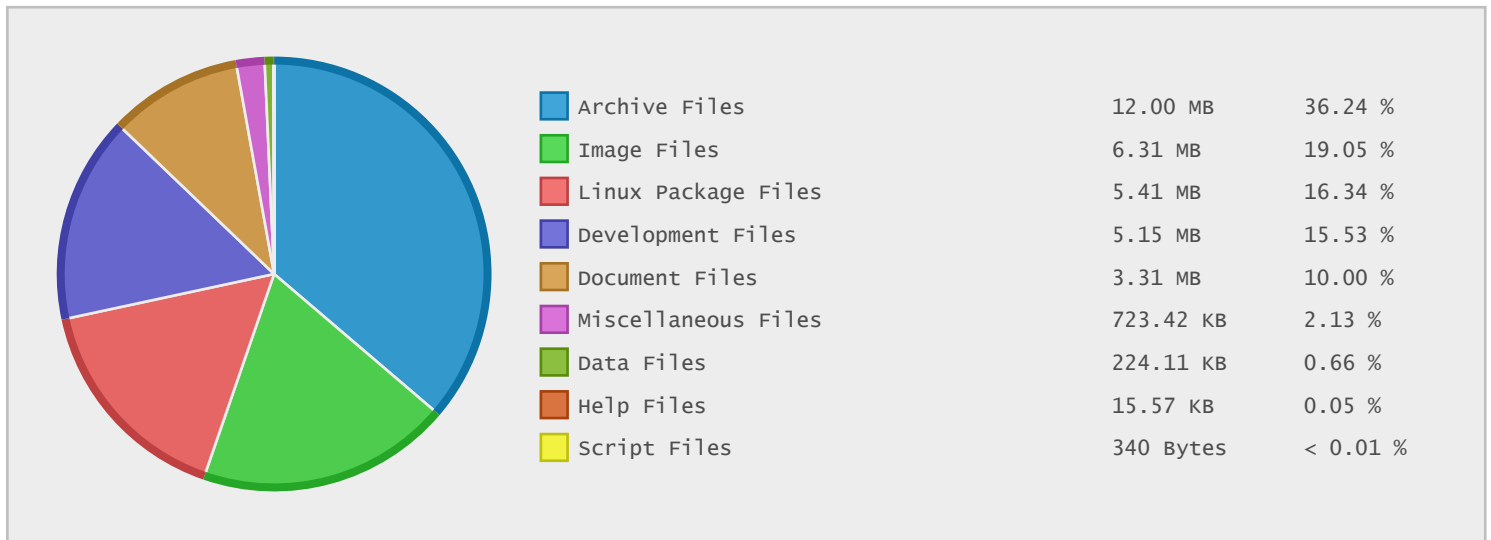 Archive Files 12.00 MB 36.24 %
Image Files 6.31 MB 19.05 %
Linux Package Files 5.41 MB 16.34 %
Development Files 5.15 MB 15.53 %
Document Files 3.31 MB 10.00 %
Miscellaneous Files 723.42 KB 2.13 %
Data Files 224.11 KB 0.66 %
Help Files 15.57 KB 0.05 %
Script Files 340 Bytes < 0.01 %